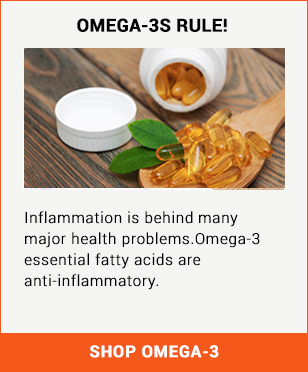 OMEGA-3S RULE!
Inflammation is behind many
major health problems.Omega-3
essential fatty acids are
anti-inflammatory.
SHOP OMEGA-3